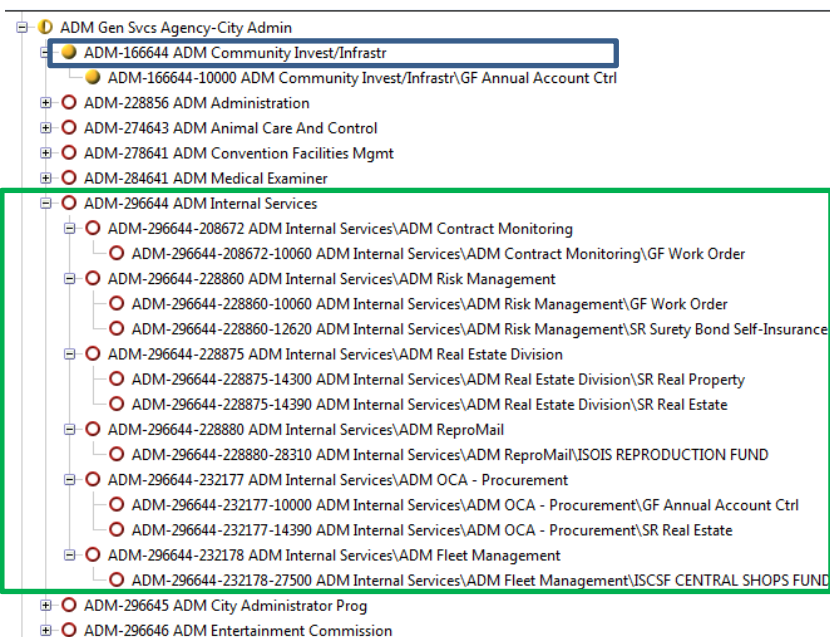 ADM Gen Svcs Agency-City Admin
ADM-166644 ADM Community Invest/Infrastr
ADM-166644-10000 ADM Community Invest/Infrastr\GF Annual Account Ctrl
ADM-228856 ADM Administration
ADM-274643 ADM Animal Care And Control
ADM-278641 ADM Convention Facilities Mgmt
ADM-284641 ADM Medical Examiner
ADM-296644 ADM Internal Services
ADM-296644-208672 ADM Internal Services\ADM Contract Monitoring
ADM-296644-208672-10060 ADM Internal Services\ADM Contract Monitoring\GF Work Order
ADM-296644-228860 ADM Internal Services\ADM Risk Management
ADM-296644-228860-10060 ADM Internal Services\ADM Risk Management\GF Work Order
ADM-296644-228860-12620 ADM Internal Services\ADM Risk Management\SR Surety Bond Self-Insurance
ADM-296644-228875 ADM Internal Services\ADM Real Estate Division
ADM-296644-228875-14300 ADM Internal Services\ADM Real Estate Division\SR Real Property
ADM-296644-228875-14390 ADM Internal Services\ADM Real Estate Division\SR Real Estate
ADM-296644-228880 ADM Internal Services\ADM ReproMail
ADM-296644-228880-28310 ADM Internal Services\ADM ReproMail\ISOIS REPRODUCTION FUND
ADM-296644-232177 ADM Internal Services\ADM OCA - Procurement
ADM-296644-232177-10000 ADM Internal Services\ADM OCA - Procurement\GF Annual Account Ctrl
ADM-296644-232177-14390 ADM Internal Services\ADM OCA - Procurement\SR Real Estate
ADM-296644-232178 ADM Internal Services\ADM Fleet Management
ADM-296644-232178-27500 ADM Internal Services\ADM Fleet Management\ISCSF CENTRAL SHOPS FUND
ADM-296645 ADM City Administrator Prog
ADM-296646 ADM Entertainment Commission